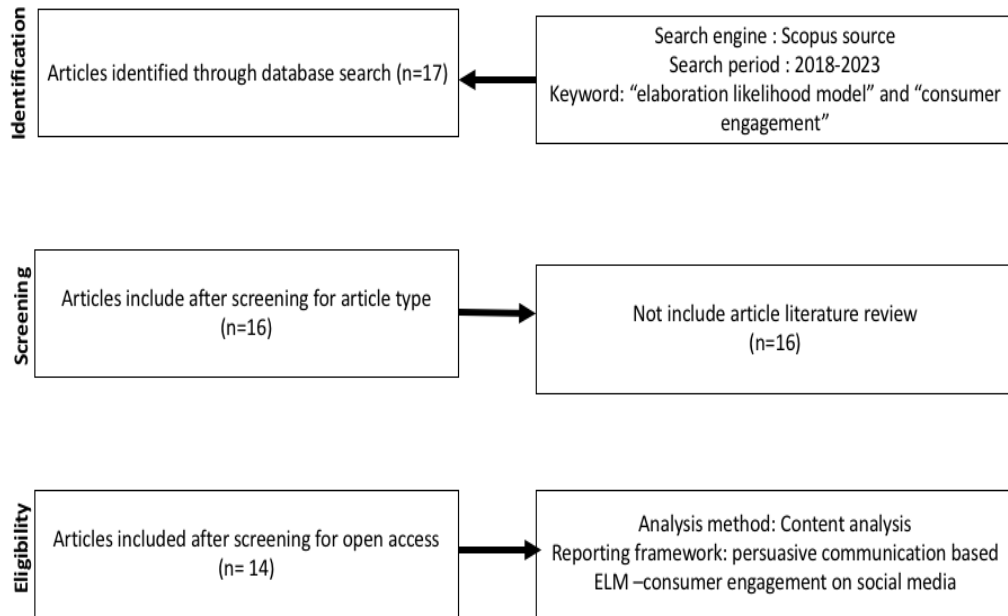 Identification
Articles identified through database search (n=17)
Search engine : Scopus source
Search period : 2018-2023
Keyword: “elaboration likelihood model” and “consumer
engagement”
Screening
Articles include after screening for article type
(n=16)
Not include article literature review
(n=16)
Eligibility
Articles included after screening for open access
(n= 14)
Analysis method: Content analysis
Reporting framework: persuasive communication based
ELM –consumer engagement on social media